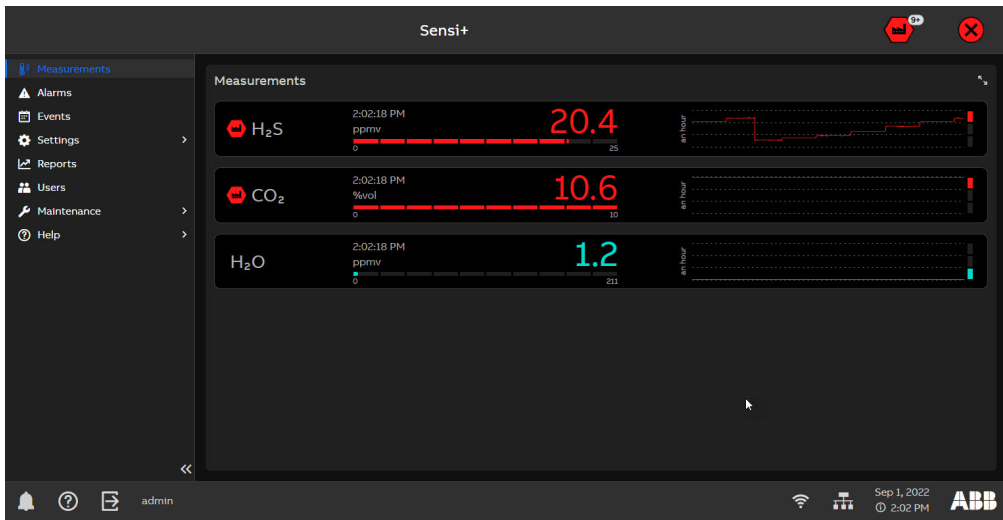 Sensi+
9+
Measurements
Alarms
Events
Settings
Reports
Users
Maintenance
Help
Measurements
H₂S
2:02:18 PM
ppmv
20.4
0
25
an hour
CO₂
2:02:18 PM
%vol
10.6
0
10
an hour
H₂O
2:02:18 PM
ppmv
1.2
0
211
an hour
admin
Sep 1, 2022
2:02 PM
ABB